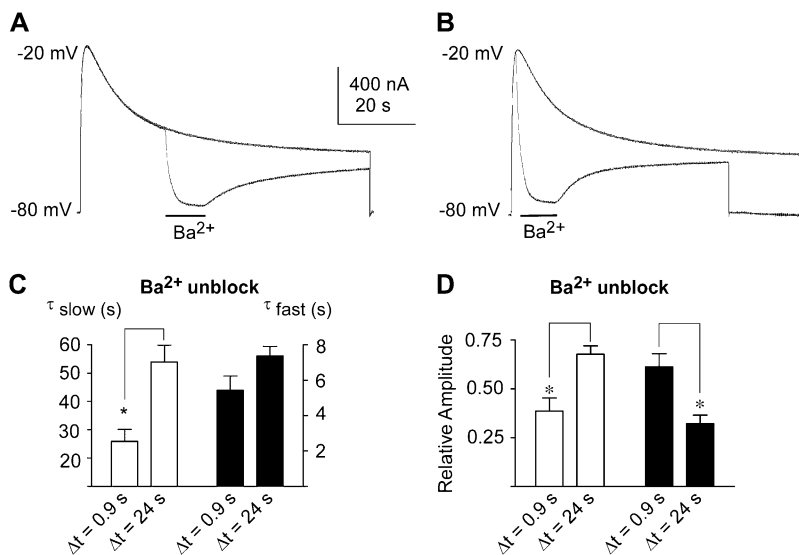 A
-20 mV
400 nA
20 s
-80 mV
Ba2+
B
-20 mV
-80 mV
Ba2+
C
Ba2+ unblock
τ slow (s)
τ fast (s)
60
50
40
30
20
8
6
4
2
*
Δt = 0.9 s
Δt = 24 s
Δt = 0.9 s
Δt = 24 s
D
Ba2+ unblock
Relative Amplitude
0.75
0.50
0.25
*
*
Δt = 0.9 s
Δt = 24 s
Δt = 0.9 s
Δt = 24 s